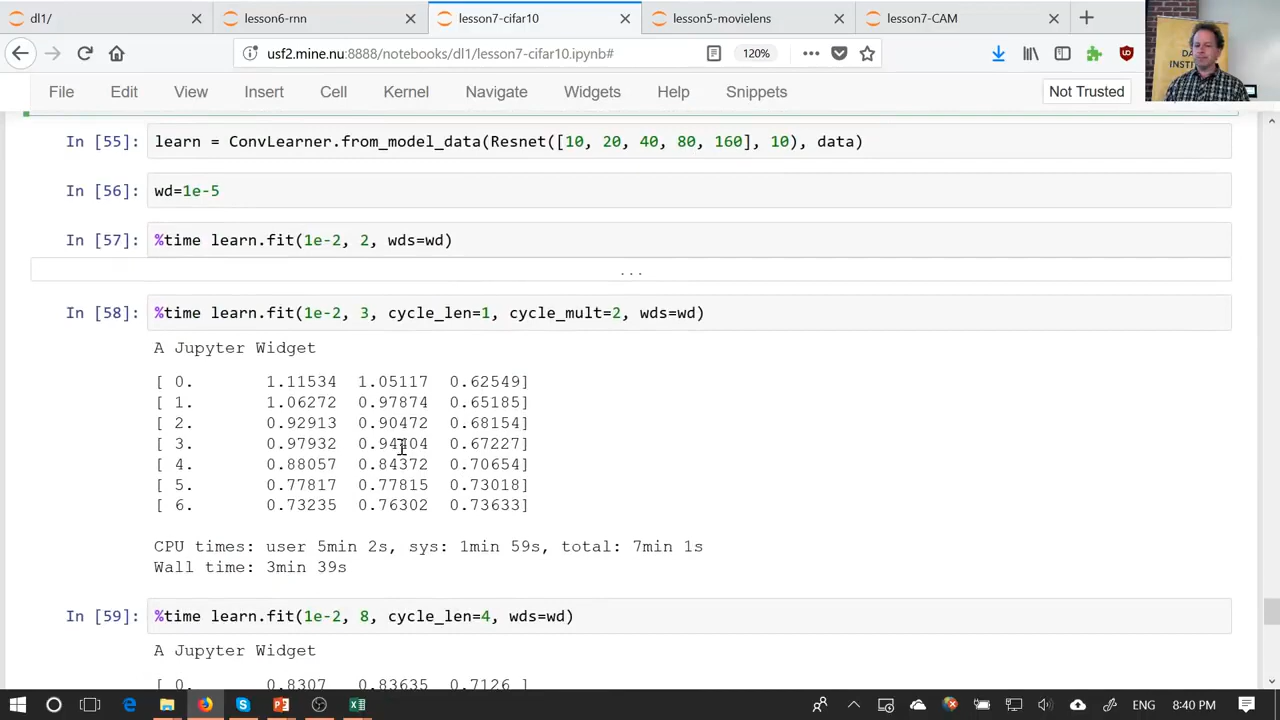 dl1/
lesson6-rnn
lesson7-cifar10
lesson5-movielens
lesson7-CAM
usf2.mine.nu:8888/notebooks/dl1/lesson7-cifar10.ipynb#
120%
File Edit View Insert Cell Kernel Navigate Widgets Help Snippets
Not Trusted
In [55]: learn = ConvLearner.from_model_data(Resnet([10, 20, 40, 80, 160], 10), data)
In [56]: wd=1e-5
In [57]: %time learn.fit(1e-2, 2, wds=wd)
...
In [58]: %time learn.fit(1e-2, 3, cycle_len=1, cycle_mult=2, wds=wd)
A Jupyter Widget
[ 0. 1.11534 1.05117 0.62549]
[ 1. 1.06272 0.97874 0.65185]
[ 2. 0.92913 0.90472 0.68154]
[ 3. 0.97932 0.67227]
[ 4. 0.88057 0.84372 0.70654]
[ 5. 0.77817 0.77815 0.73018]
[ 6. 0.73235 0.76302 0.73633]
CPU times: user 5min 2s, sys: 1min 59s, total: 7min 1s
Wall time: 3min 39s
In [59]: %time learn.fit(1e-2, 8, cycle_len=4, wds=wd)
A Jupyter Widget
[ 0. 0.8307 0.83635 0.7126 ]
ENG 8:40 PM